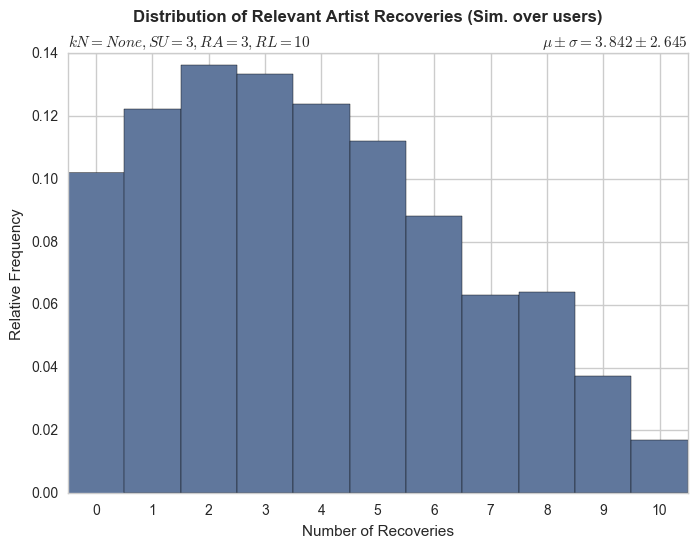 Distribution of Relevant Artist Recoveries (Sim. over users)
kN = None, SU = 3, RA = 3, RL = 10
μ ± σ = 3.842 ± 2.645
0.14
0.12
0.10
0.08
0.06
0.04
0.02
0.00
Relative Frequency
0 1 2 3 4 5 6 7 8 9 10
Number of Recoveries